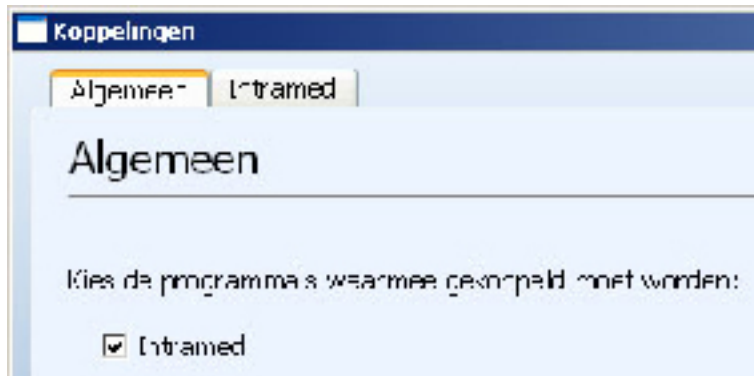 Koppelingen
Algemeen Intramed
Algemeen
Kies de programma's waarmee gekoppeld moet worden:
Intramed